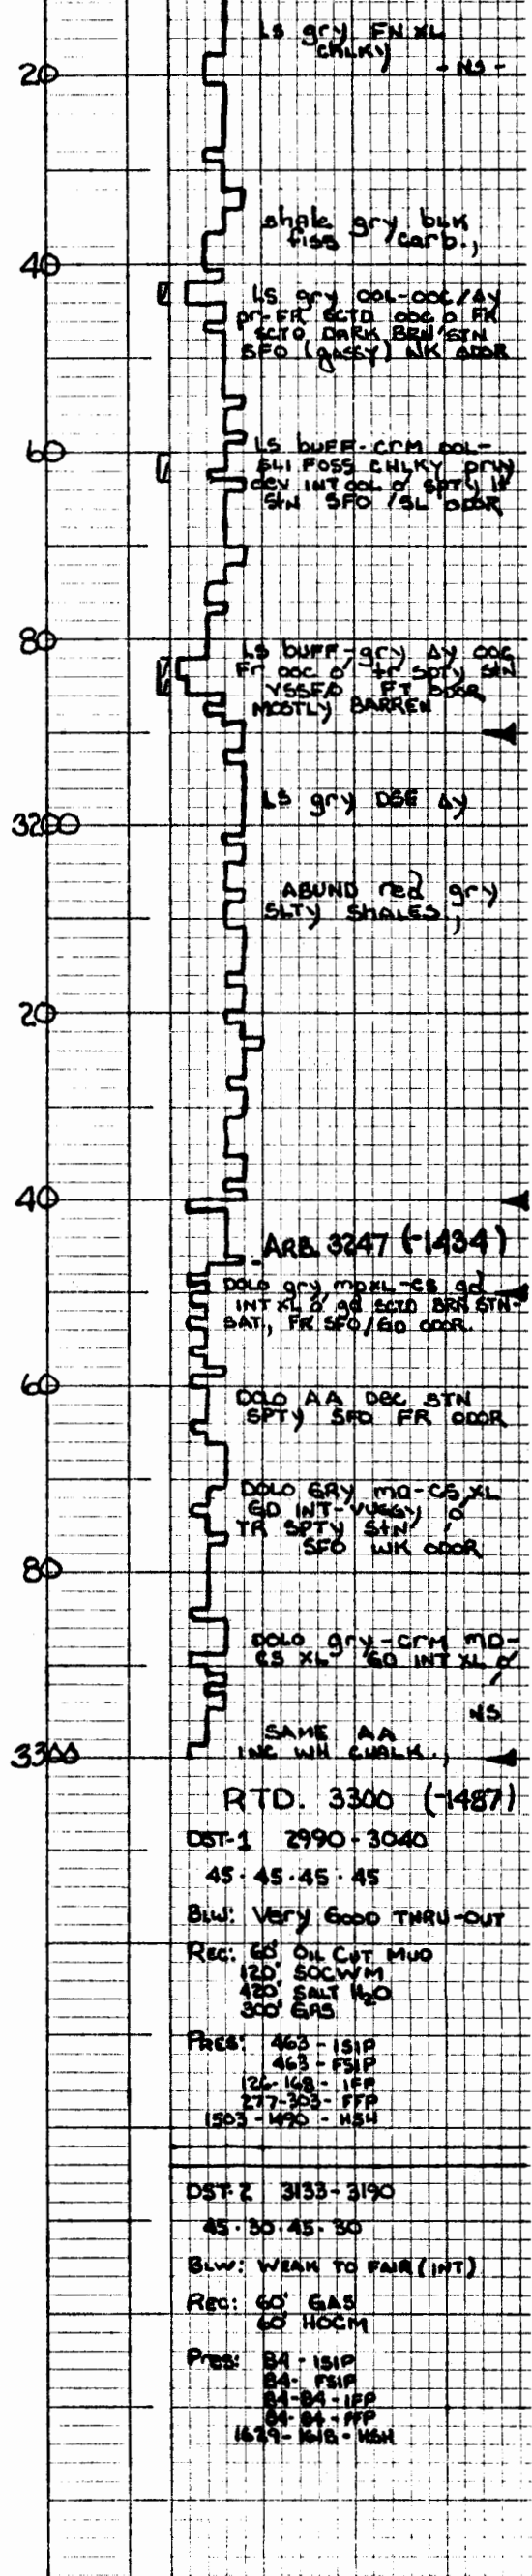 LS gry FN XL
CHLKY
- NS -
20
shale gry blk
fiss carb.,
40
LS gry OOL-OOC/Δy
pr-FR SCTD OOC Ø FR
SCTD DARK BRN STN
SFO (gassy) WK ODOR
60
LS BUFF-CRM OOL-
SLI FOSS CHLKY prly
dev INT OOL Ø SPTY lt
STN SFO /SL ODOR
80
LS BUFF-gry Δy OOC
Fr OOC Ø, tr SPTY STN
VSSFO FT ODOR
MOSTLY BARREN
LS gry DSE Δy
3200
ABUND red gry
SLTY SHALES.,
20
40
ARB. 3247 (-1434)
DOLO gry MDXL-CS gd
INT XL Ø gd SCTD BRN STN-
SAT., FR SFO/GD ODOR.
60
DOLO AA DEC STN
SPTY SFO FR ODOR
DOLO GRY MD-CS XL
GD INT-VUGGY Ø
TR SPTY STN,
SFO WK ODOR
80
DOLO gry-CRM MD-
CS XL GD INT XL Ø
NS
SAME AA
INC WH CHALK.,
3300
RTD. 3300 (-1487)
DST-1 2990-3040
45-45-45-45
BLW: Very GOOD THRU-OUT
REC: 60' OIL CUT MUD
120' SOCWM
420' SALT H2O
300' GAS
PRES: 463 - ISIP
463 - FSIP
126-168 - IFP
277-303 - FFP
1503-1490 - HSH
DST-2 3133-3190
45-30-45-30
BLW: WEAK TO FAIR (INT)
REC: 60' GAS
60' HOCM
Pres: 84 - ISIP
84 - FSIP
84-84 - IFP
84-84 - FFP
1629-1618 - HSH